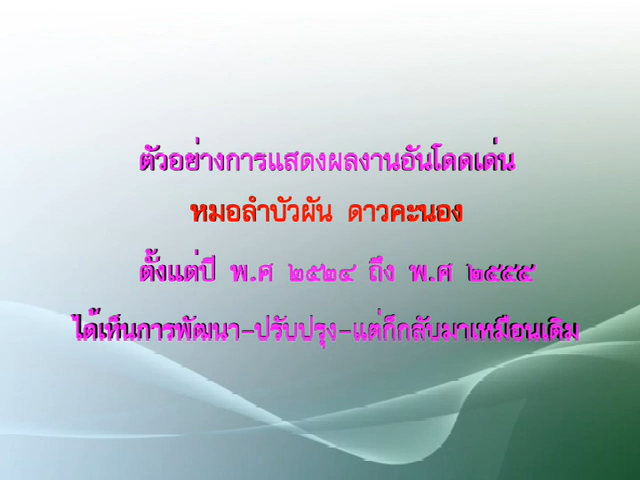 ตัวอย่างการแสดงผลงานอันโดดเด่น
หมอลำบัวผัน ดาวคะนอง
ตั้งแต่ปี พ.ศ ๒๕๒๔ ถึง พ.ศ ๒๕๕๕
ได้เห็นการพัฒนา-ปรับปรุง-แต่ก็กลับมาเหมือนเดิม